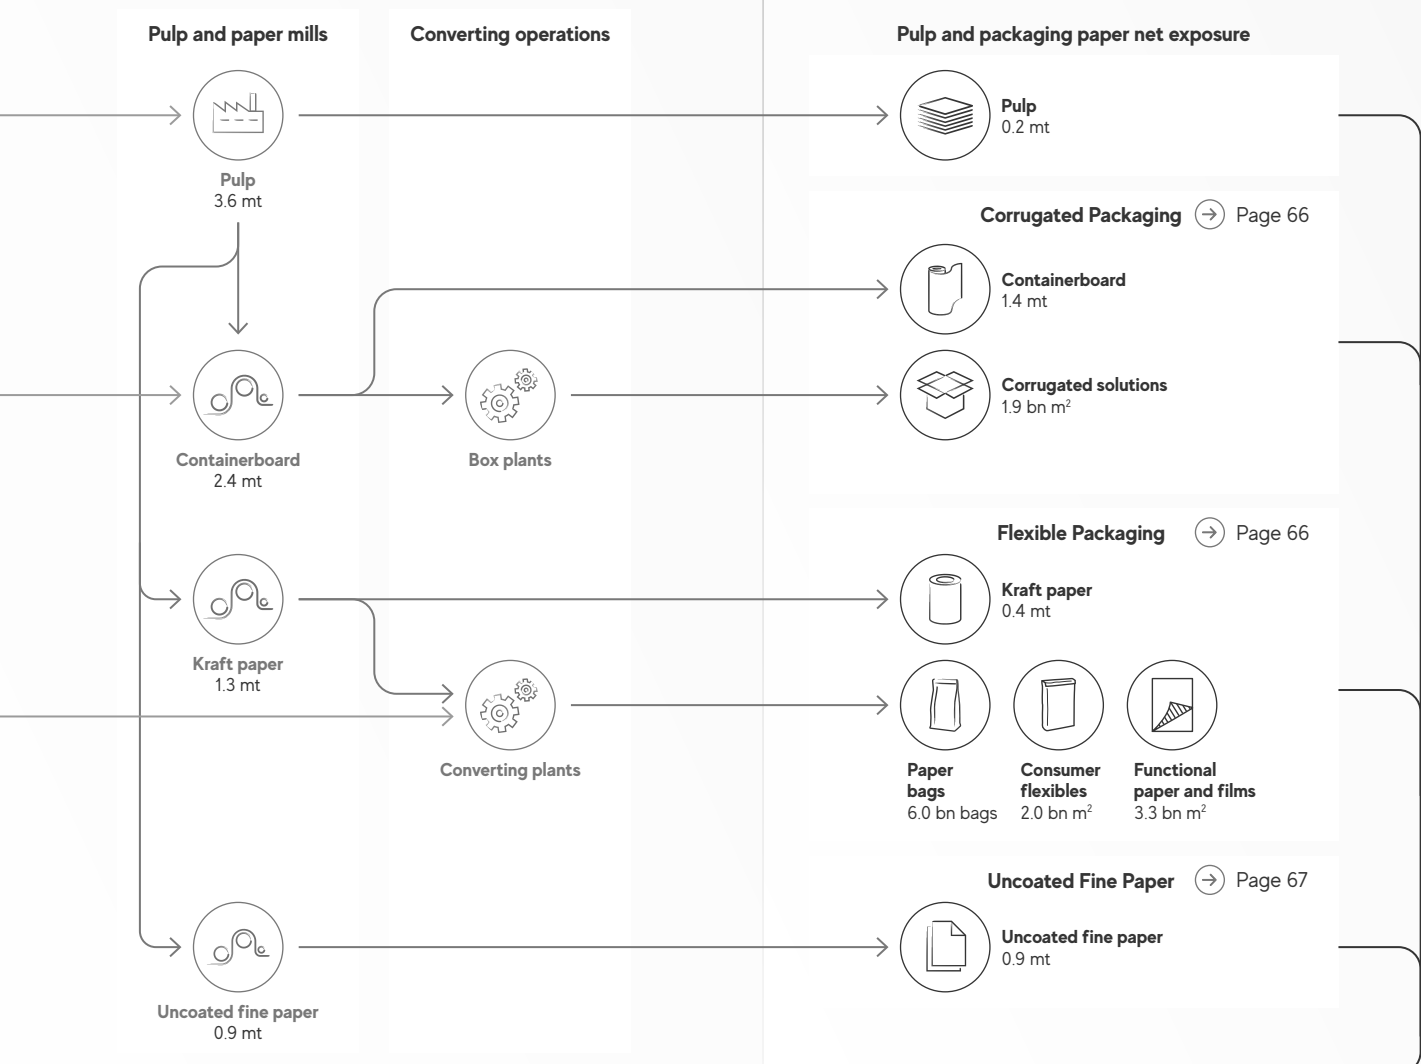 Pulp and paper mills
Converting operations
Pulp and packaging paper net exposure
Pulp
3.6 mt
Pulp
0.2 mt
Corrugated Packaging Page 66
Containerboard
1.4 mt
Containerboard
2.4 mt
Box plants
Corrugated solutions
1.9 bn m²
Flexible Packaging Page 66
Kraft paper
1.3 mt
Kraft paper
0.4 mt
Converting plants
Paper
bags
6.0 bn bags
Consumer
flexibles
2.0 bn m²
Functional
paper and films
3.3 bn m²
Uncoated Fine Paper Page 67
Uncoated fine paper
0.9 mt
Uncoated fine paper
0.9 mt